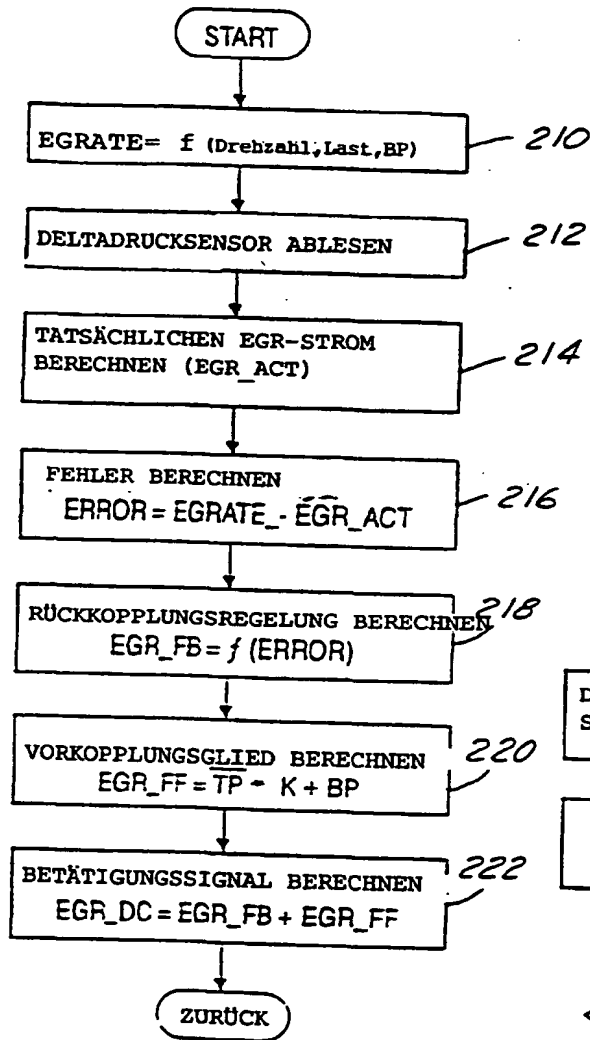 START
EGRATE= f (Drehzahl,Last,BP)
210
DELTADRUCKSENSOR ABLESEN
212
TATSÄCHLICHEN EGR-STROM
BERECHNEN (EGR_ACT)
214
FEHLER BERECHNEN
ERROR = EGRATE_- EGR_ACT
216
RÜCKKOPPLUNGSREGELUNG BERECHNEN
218
EGR_FB = f (ERROR)
VORKOPPLUNGSGLIED BERECHNEN
220
EGR_FF = TP - K + BP
BETÄTIGUNGSSIGNAL BERECHNEN
222
EGR_DC = EGR_FB + EGR_FF
ZURÜCK
D
S